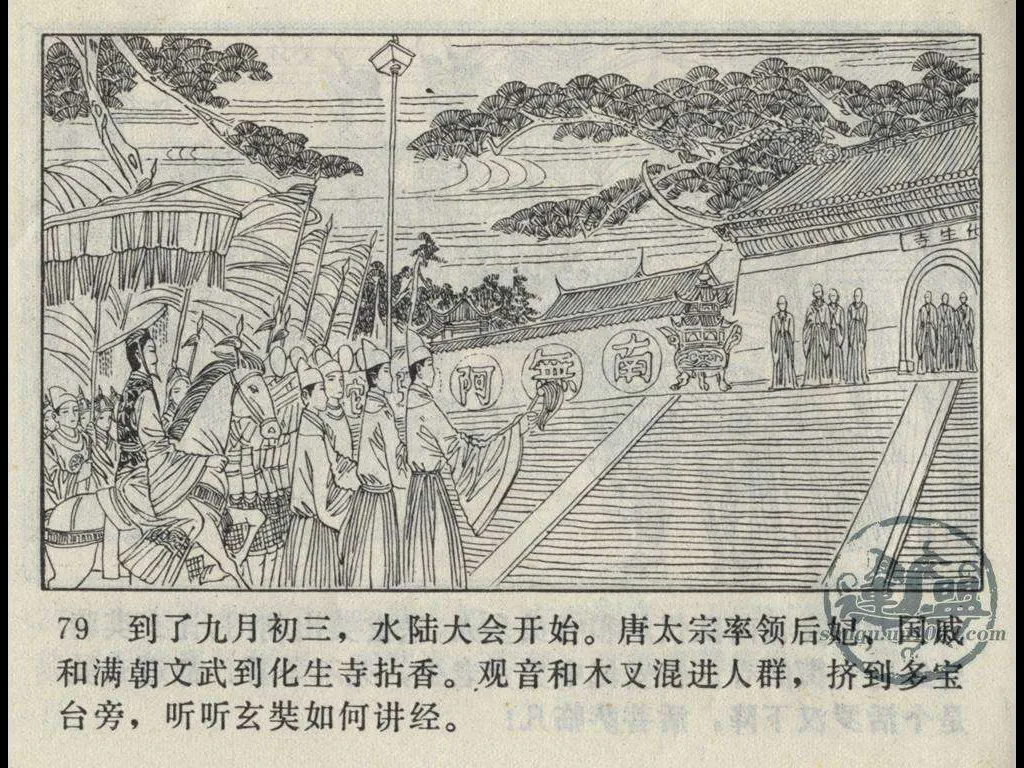 寺生化
陀 阿 無 南
79 到了九月初三，水陆大会开始。唐太宗率领后妃、国戚
和满朝文武到化生寺拈香。观音和木叉混进人群，挤到多宝
台旁，听听玄奘如何讲经。